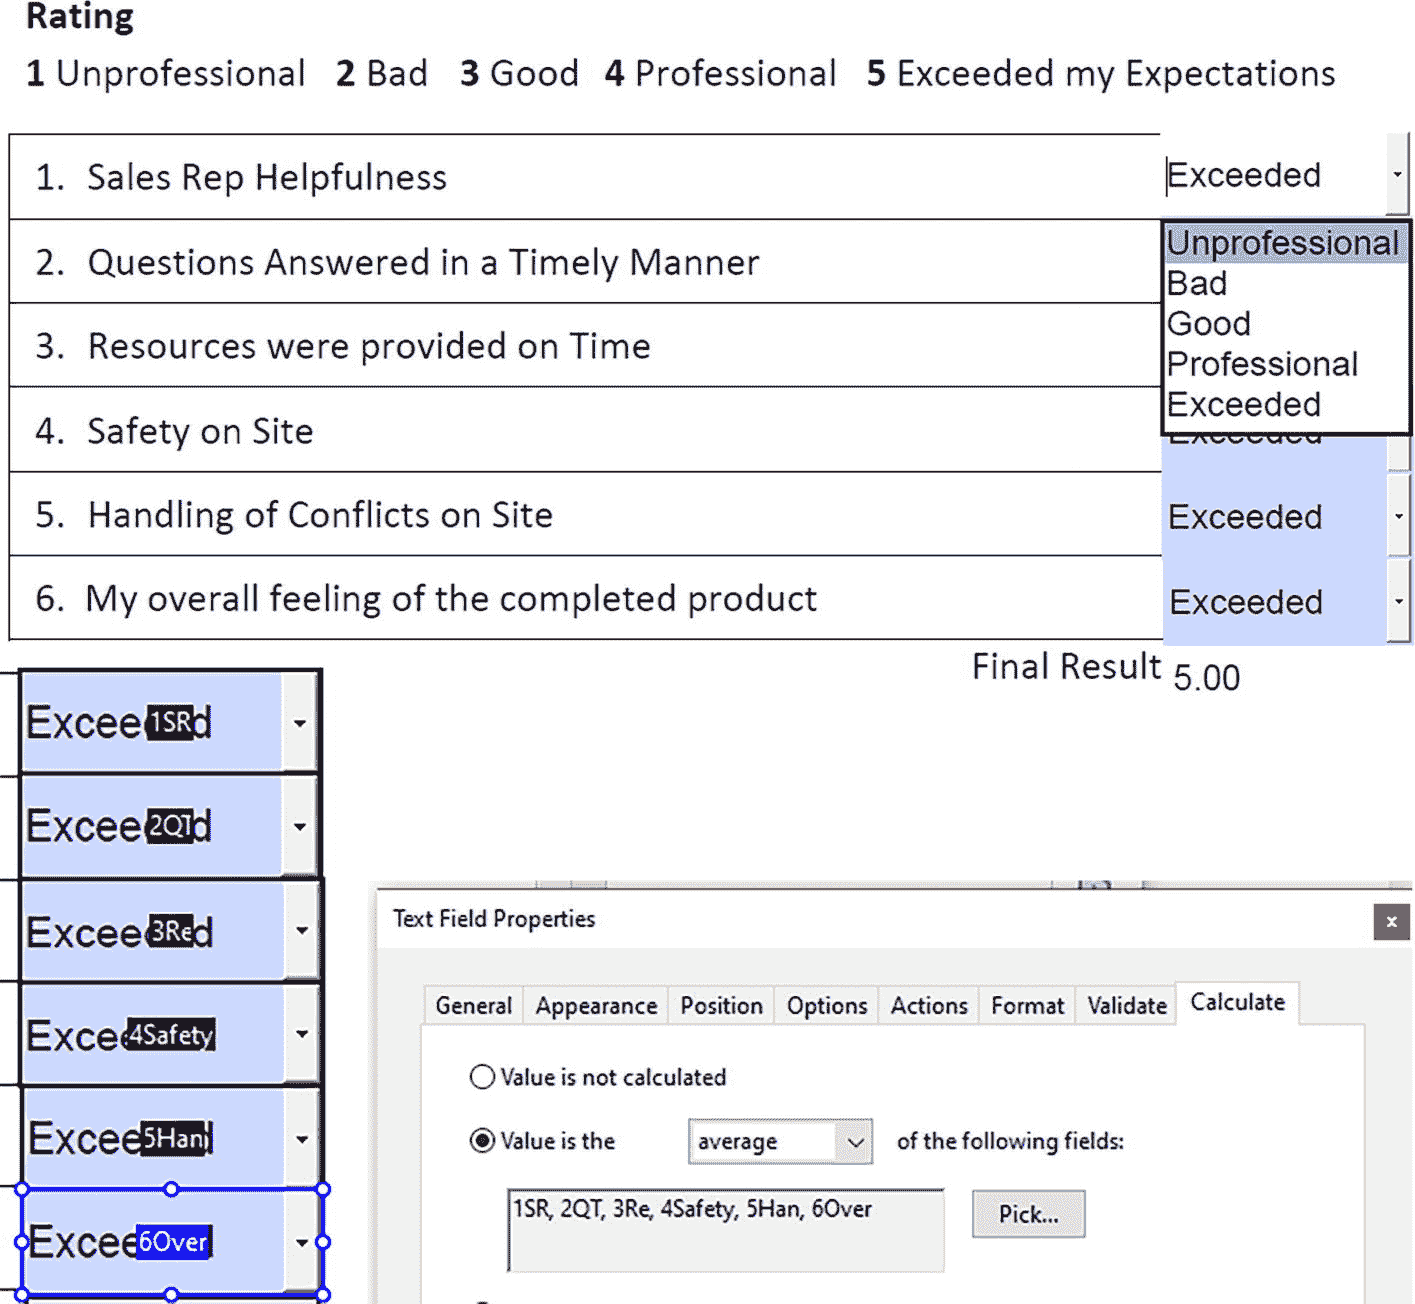 Rating
1 Unprofessional 2 Bad 3 Good 4 Professional 5 Exceeded my Expectations
1. Sales Rep Helpfulness Exceeded
Unprofessional
2. Questions Answered in a Timely Manner
Bad
Good
3. Resources were provided on Time
Professional
Exceeded
4. Safety on Site Exceeded
5. Handling of Conflicts on Site Exceeded
6. My overall feeling of the completed product Exceeded
Final Result 5.00
1SR
2QT
3Re
4Safety
5Han
6Over
Text Field Properties
x
General Appearance Position Options Actions Format Validate Calculate
Value is not calculated
Value is the average of the following fields:
1SR, 2QT, 3Re, 4Safety, 5Han, 6Over
Pick...